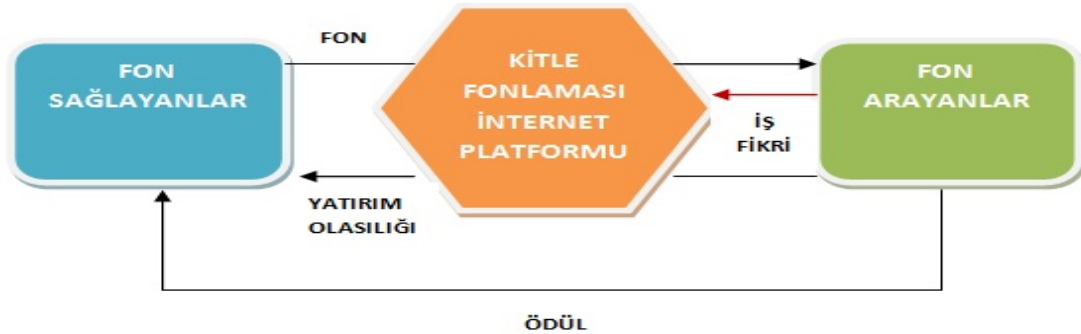 FON
FON
SAĞLAYANLAR
KİTLE
FONLAMASI
İNTERNET
PLATFORMU
FON
ARAYANLAR
İŞ
FİKRİ
YATIRIM
OLASILIĞI
ÖDÜL